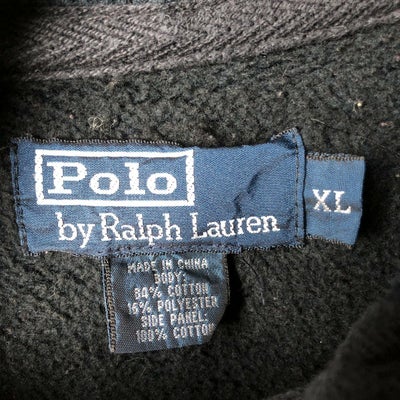 Polo
by Ralph Lauren
XL
MADE IN CHINA
BODY:
84% COTTON
16% POLYESTER
SIDE PANEL:
100% COTTON